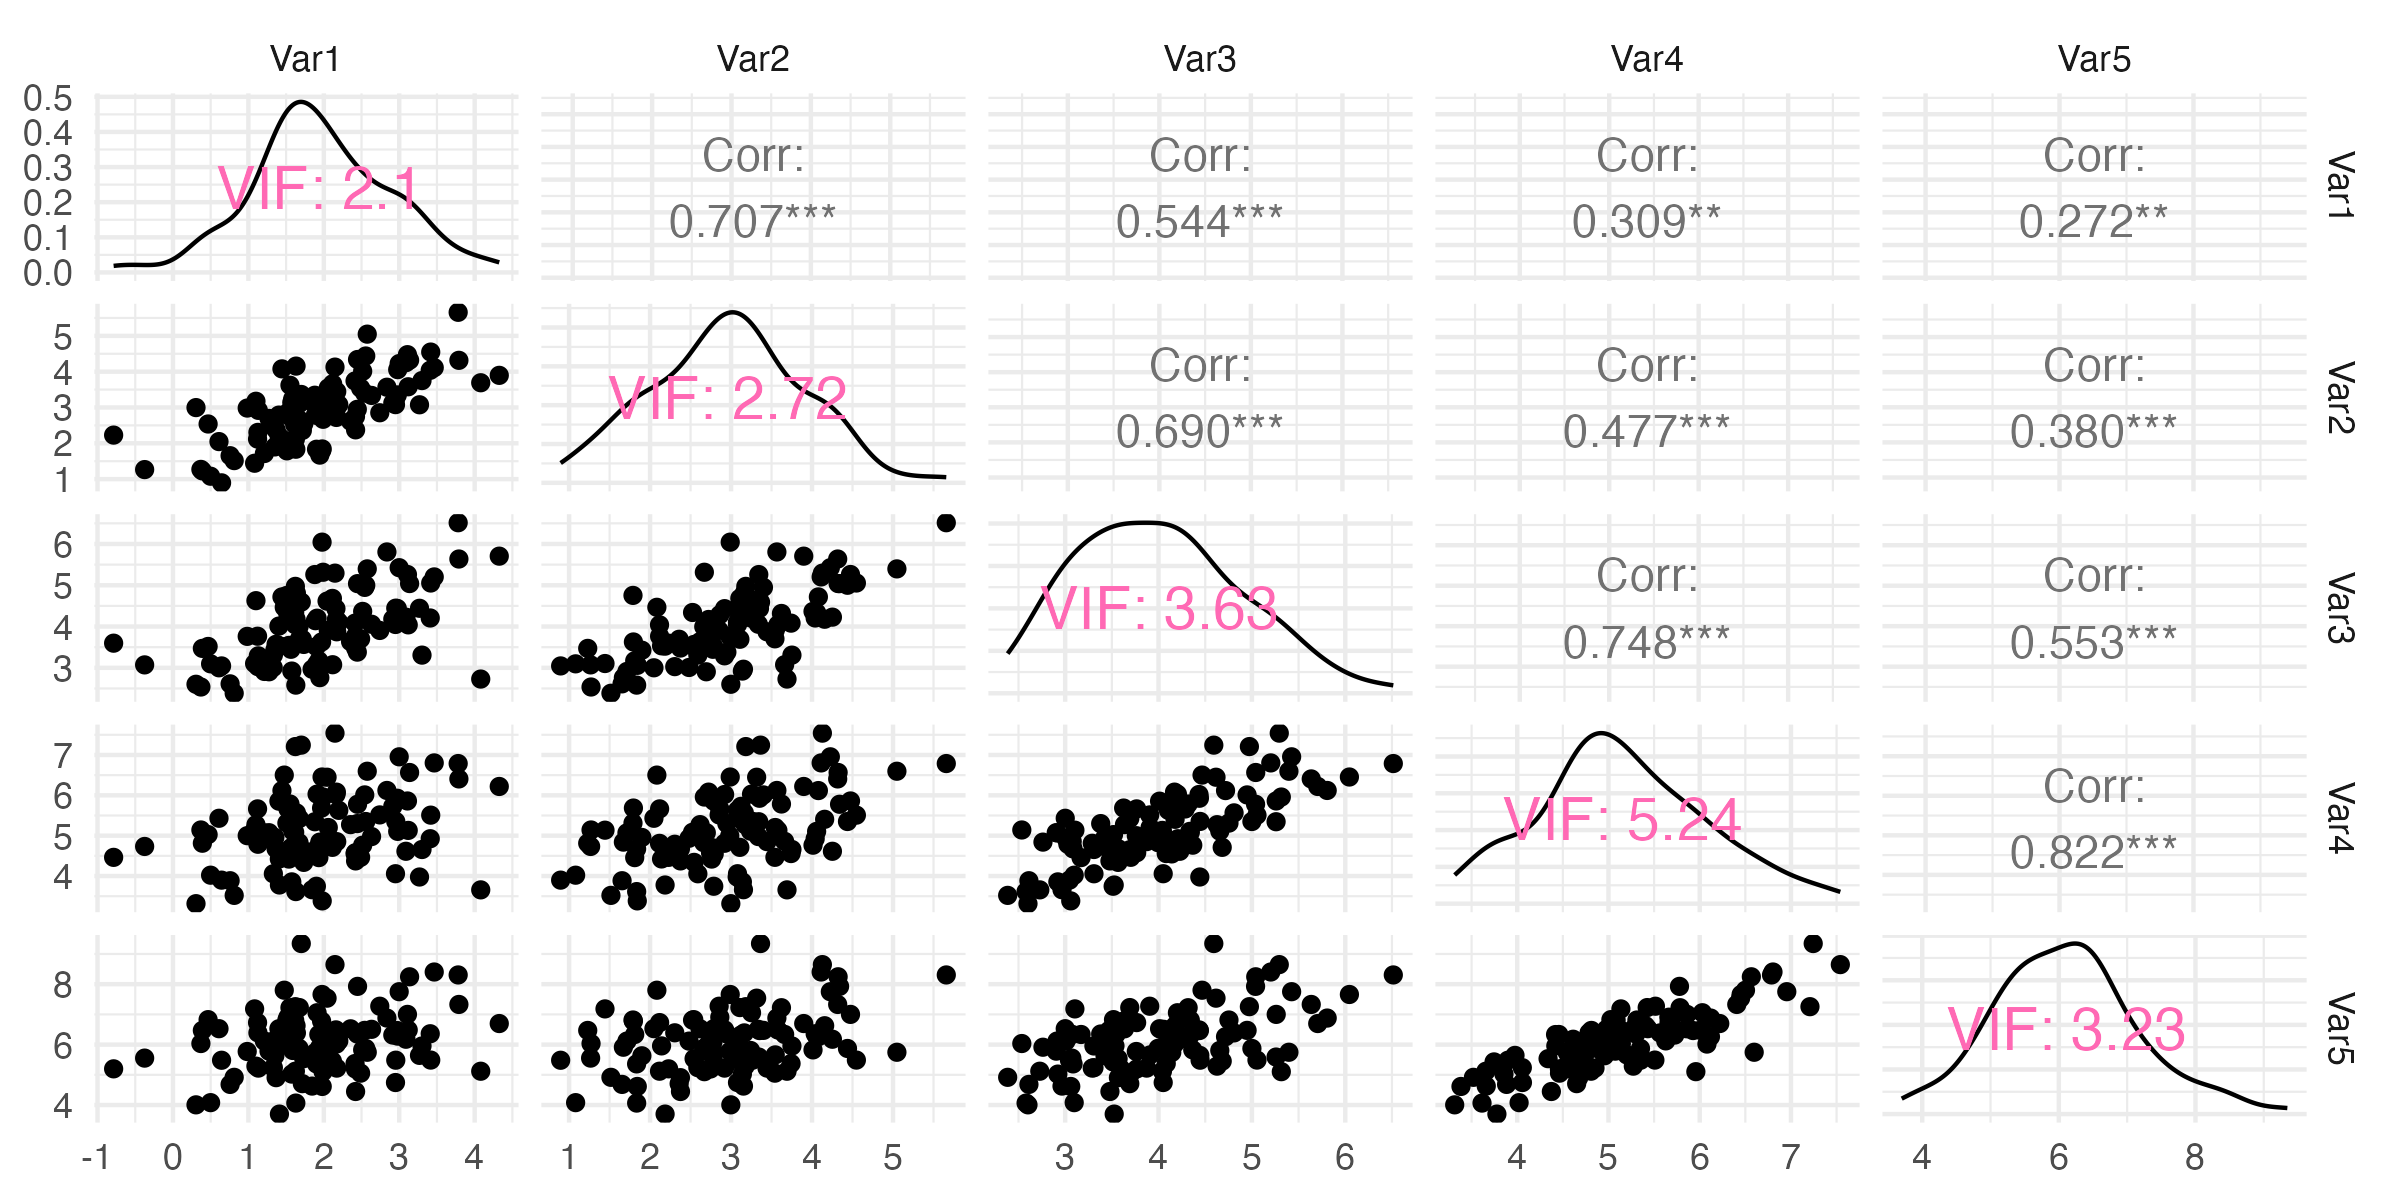 Var1 Var2 Var3 Var4 Var5
0.5
0.4
0.3
0.2
0.1
0.0
VIF: 2.1
Corr:
0.707***
Corr:
0.544***
Corr:
0.309**
Corr:
0.272**
Var1
5
4
3
2
1
VIF: 2.72
Corr:
0.690***
Corr:
0.477***
Corr:
0.380***
Var2
6
5
4
3
VIF: 3.63
Corr:
0.748***
Corr:
0.553***
Var3
7
6
5
4
VIF: 5.24
Corr:
0.822***
Var4
8
6
4
VIF: 3.23
Var5
-1 0 1 2 3 4
1 2 3 4 5
3 4 5 6
4 5 6 7
4 6 8